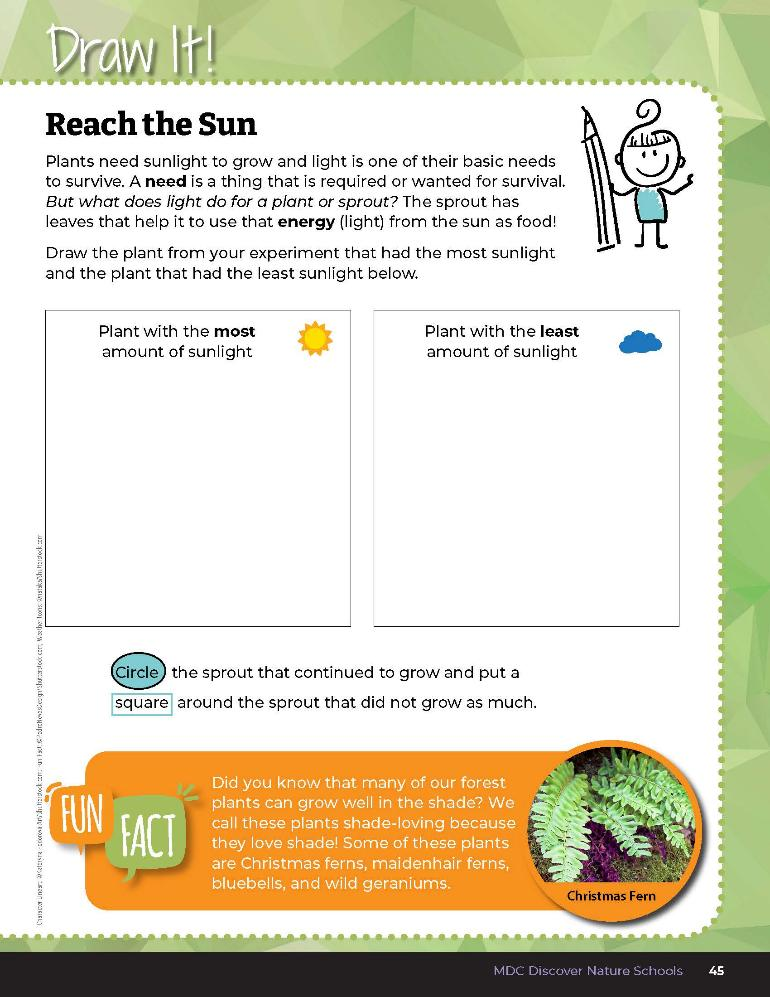 Draw It!
Reach the Sun
Plants need sunlight to grow and light is one of their basic needs
to survive. A need is a thing that is required or wanted for survival.
But what does light do for a plant or sprout? The sprout has
leaves that help it to use that energy (light) from the sun as food!
Draw the plant from your experiment that had the most sunlight
and the plant that had the least sunlight below.
Plant with the most
amount of sunlight
Plant with the least
amount of sunlight
Circle the sprout that continued to grow and put a
square around the sprout that did not grow as much.
FUN
FACT
Did you know that many of our forest
plants can grow well in the shade? We
call these plants shade-loving because
they love shade! Some of these plants
are Christmas ferns, maidenhair ferns,
bluebells, and wild geraniums.
Christmas Fern
MDC Discover Nature Schools 45